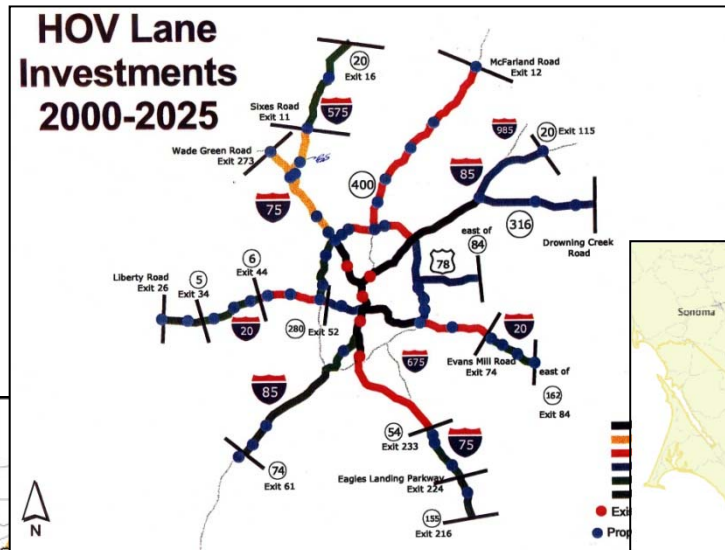 HOV Lane
Investments
2000-2025
20
Exit 16
McFarland Road
Exit 12
Sixes Road
Exit 11
575
985
20 Exit 115
Wade Green Road
Exit 273
85
400
75
316
east of
84
78
Drowning Creek
Road
Liberty Road
Exit 26
5
Exit 34
6
Exit 44
20
280
Exit 52
20
675
Evans Mill Road
Exit 74
east of
162
Exit 84
85
54
Exit 233
75
74
Exit 61
Eagles Landing Parkway
Exit 224
155
Exit 216
N
Sonoma